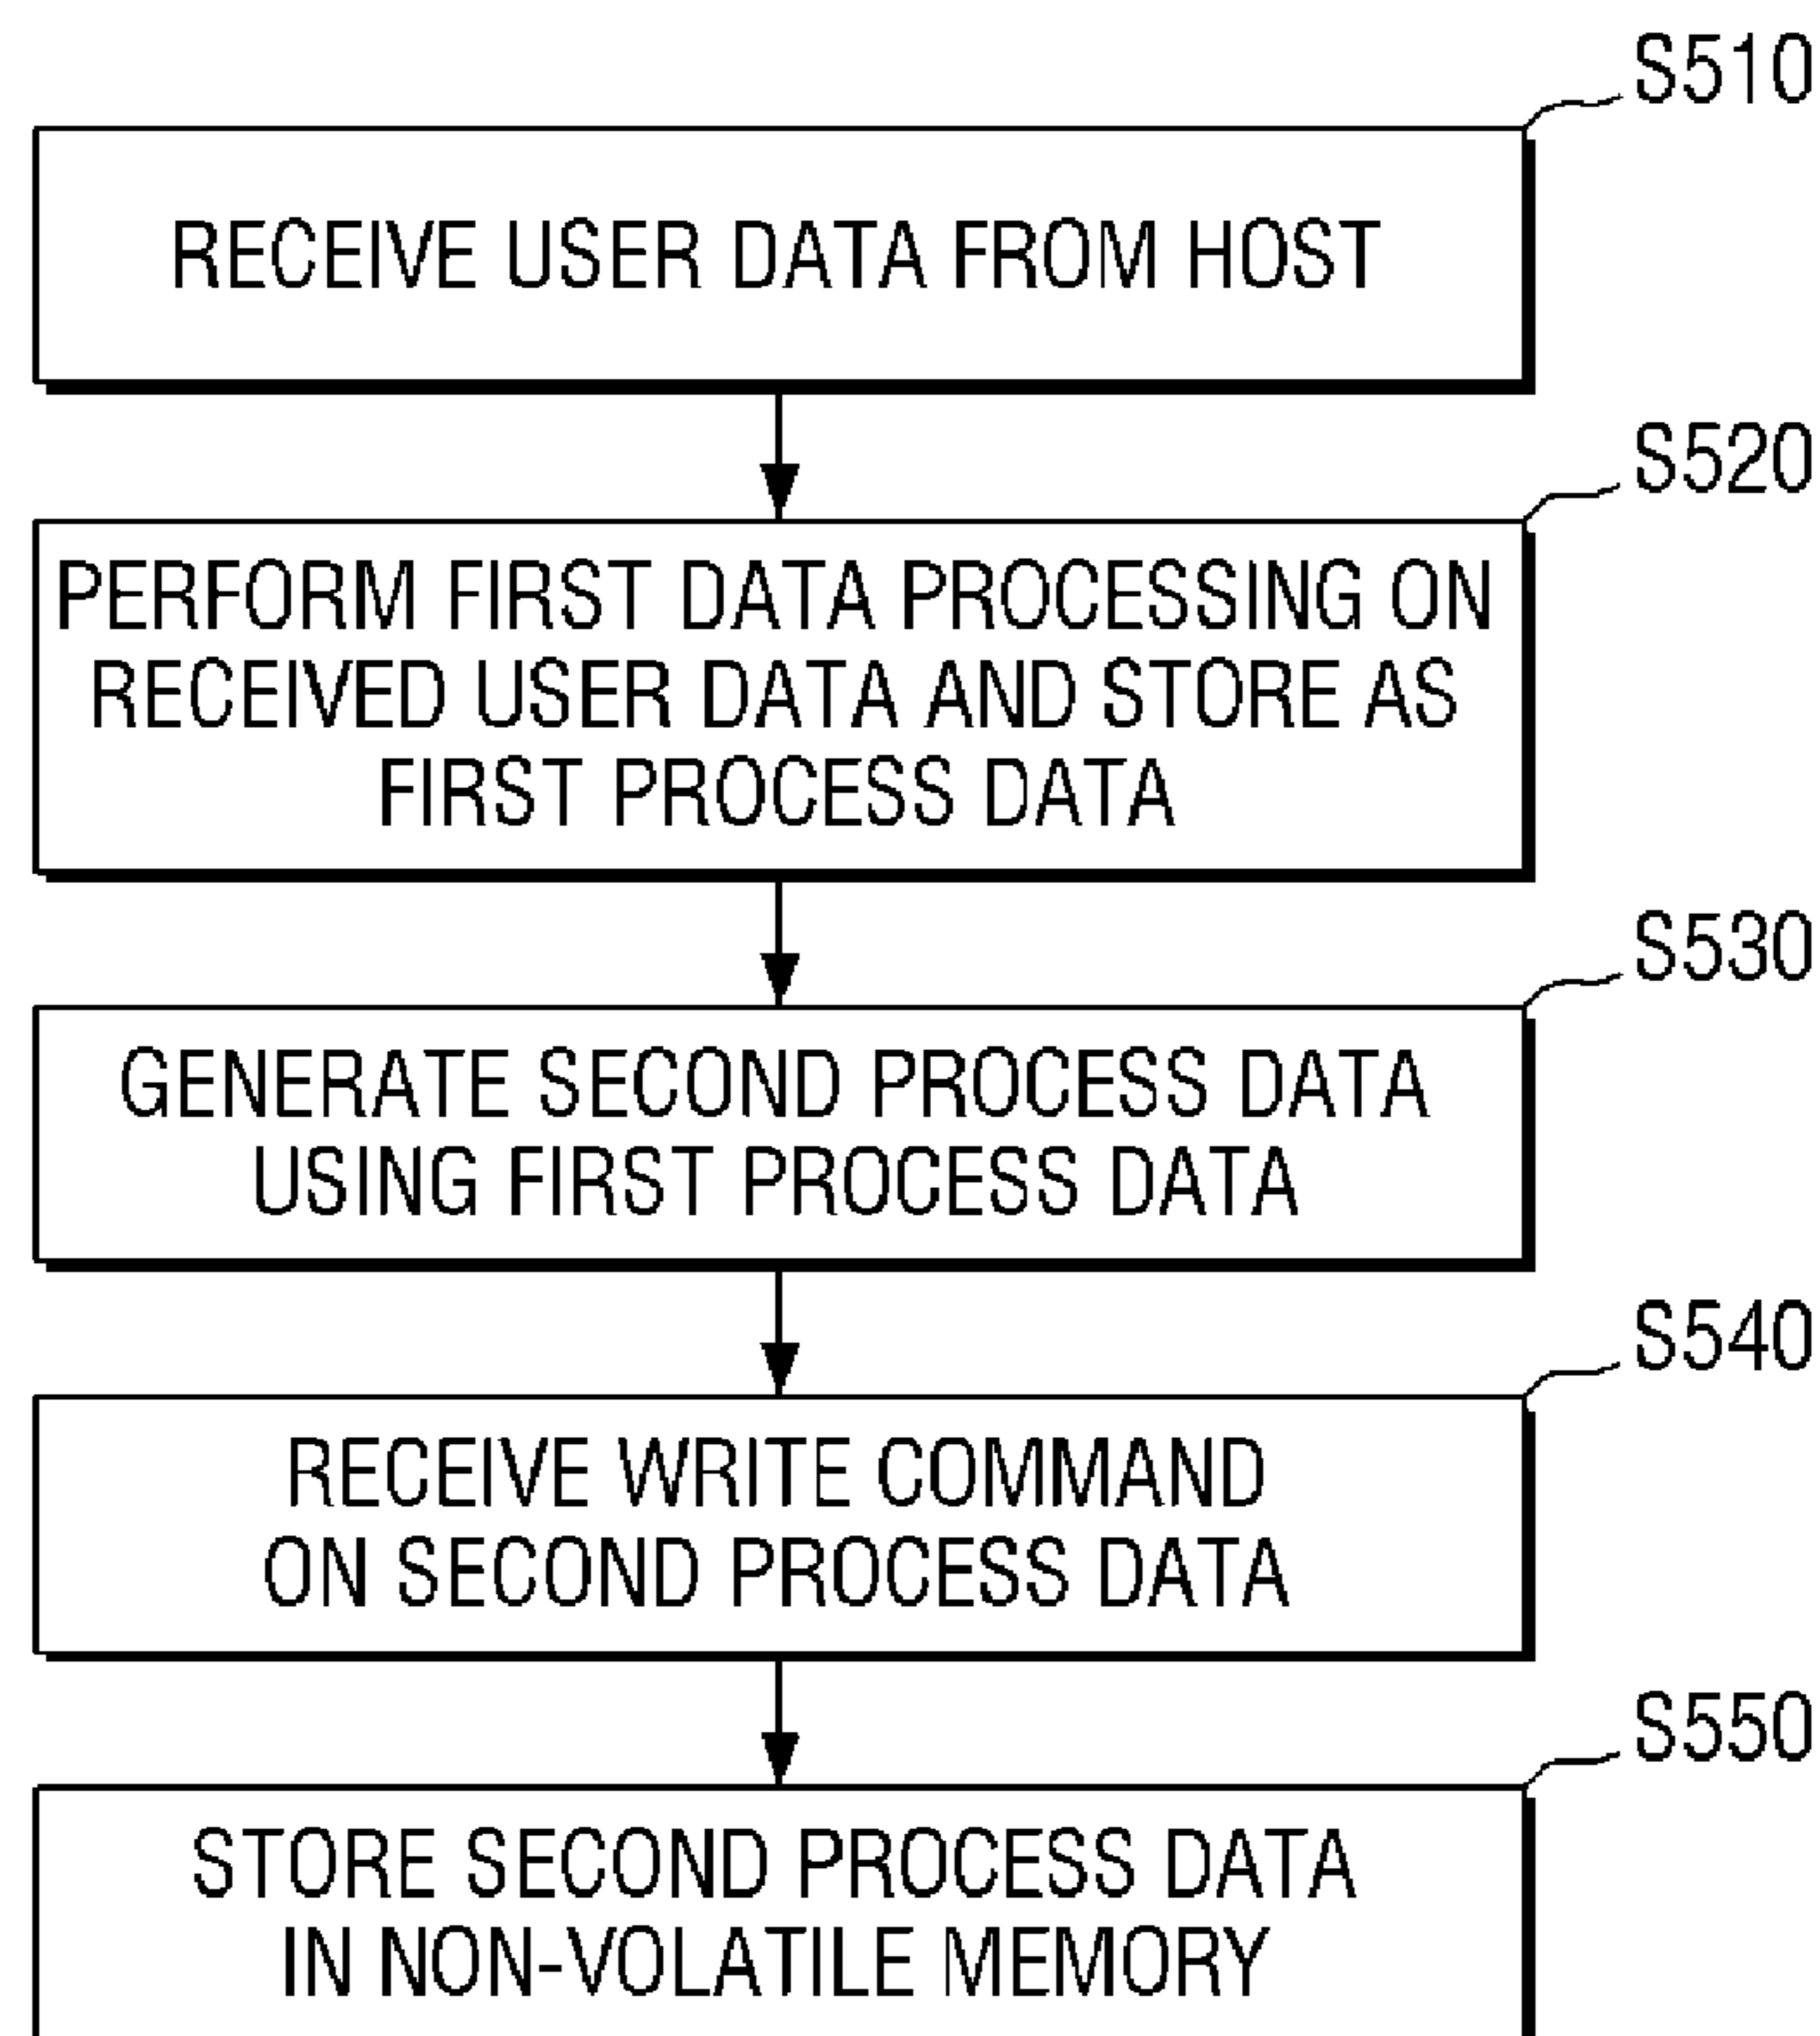 S510
RECEIVE USER DATA FROM HOST
S520
PERFORM FIRST DATA PROCESSING ON
RECEIVED USER DATA AND STORE AS
FIRST PROCESS DATA
S530
GENERATE SECOND PROCESS DATA
USING FIRST PROCESS DATA
S540
RECEIVE WRITE COMMAND
ON SECOND PROCESS DATA
S550
STORE SECOND PROCESS DATA
IN NON-VOLATILE MEMORY